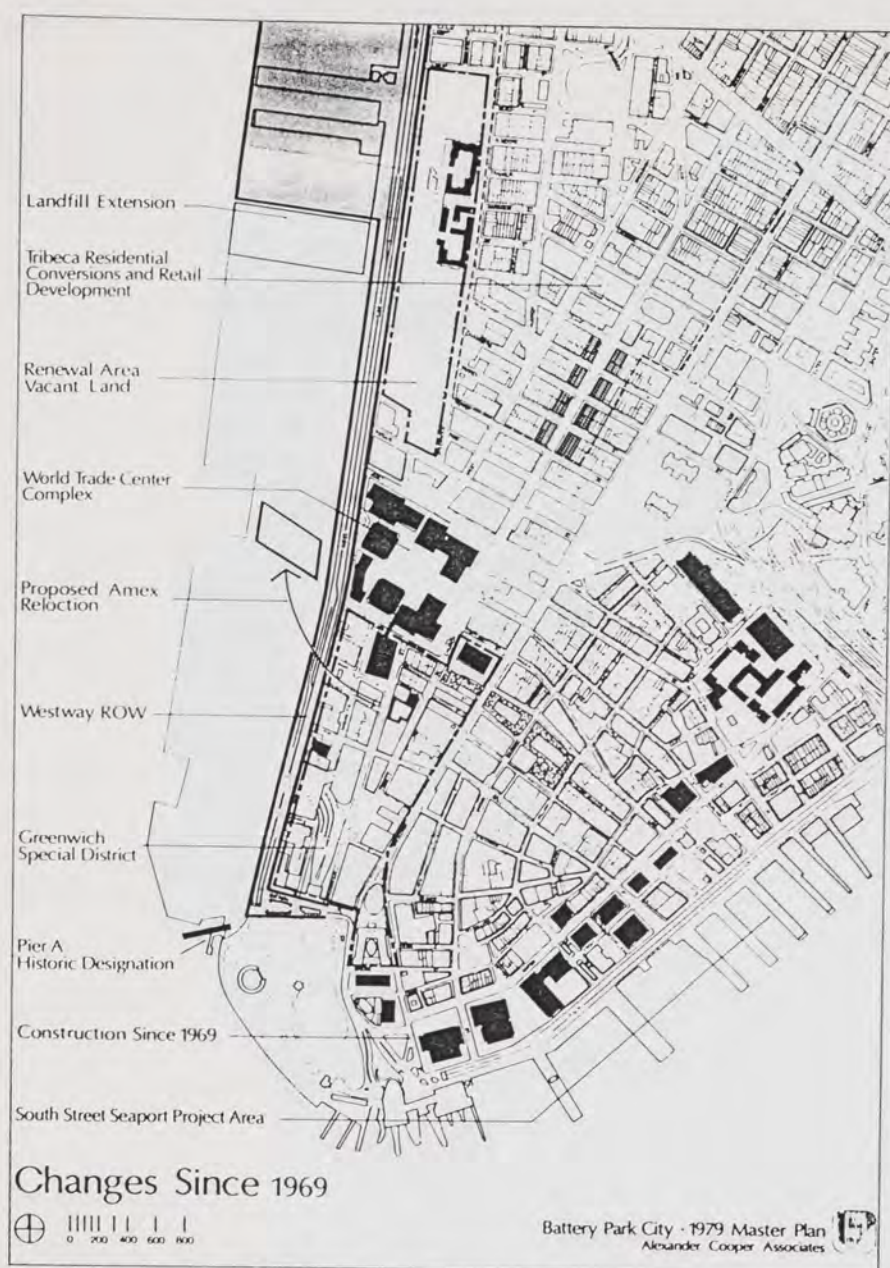 Landfill Extension
Tribeca Residential
Conversions and Retail
Development
Renewal Area
Vacant Land
World Trade Center
Complex
Proposed Amex
Reloction
Westway ROW
Greenwich
Special District
Pier A
Historic Designation
Construction Since 1969
South Street Seaport Project Area
Changes Since 1969
0 200 400 600 800
Battery Park City · 1979 Master Plan
Alexander Cooper Associates